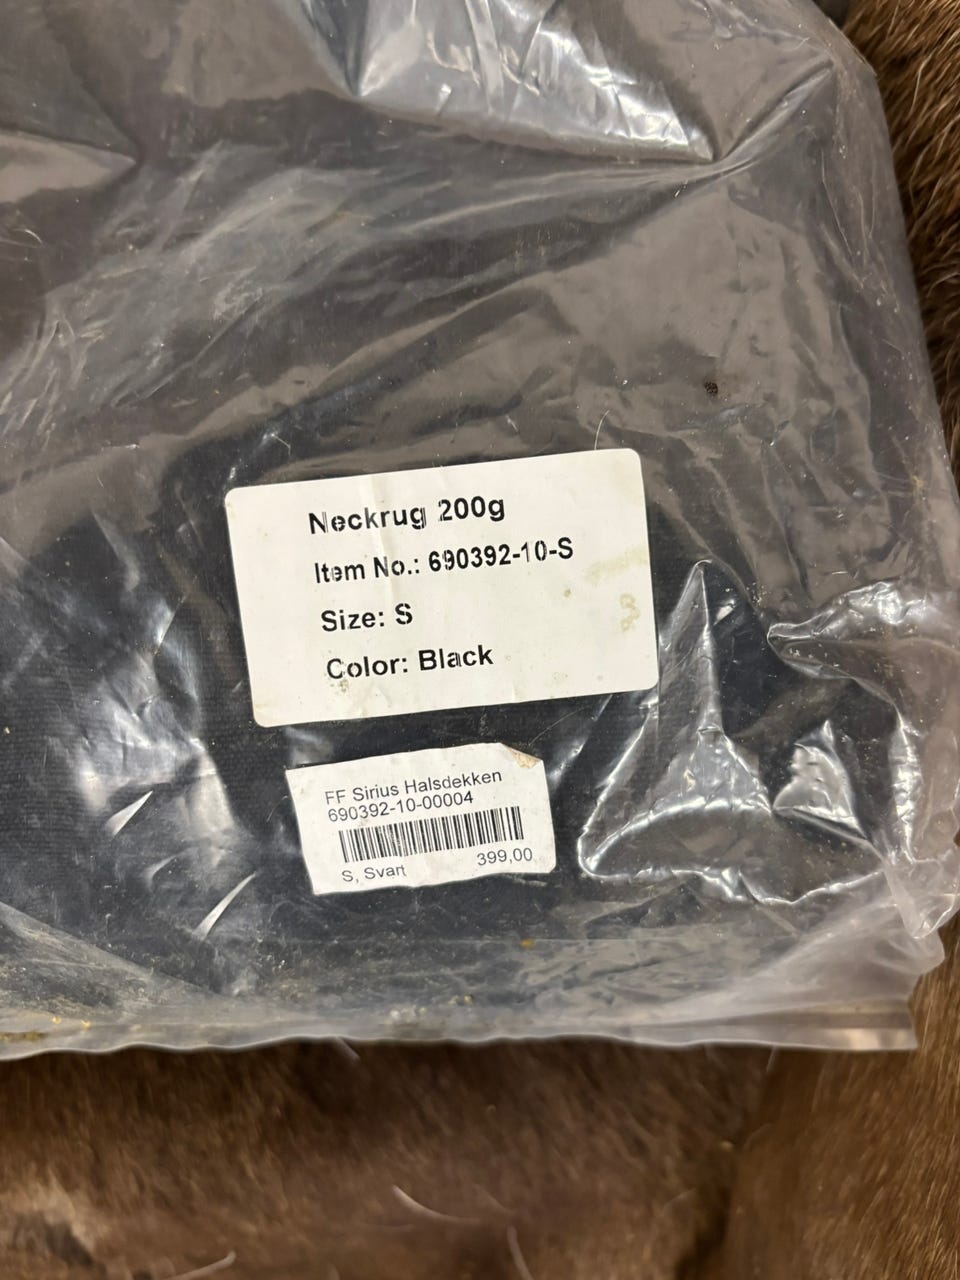 Neckrug 200g
Item No.: 690392-10-S
Size: S
Color: Black
FF Sirius Halsdekken
690392-10-00004
S, Svart 399,00